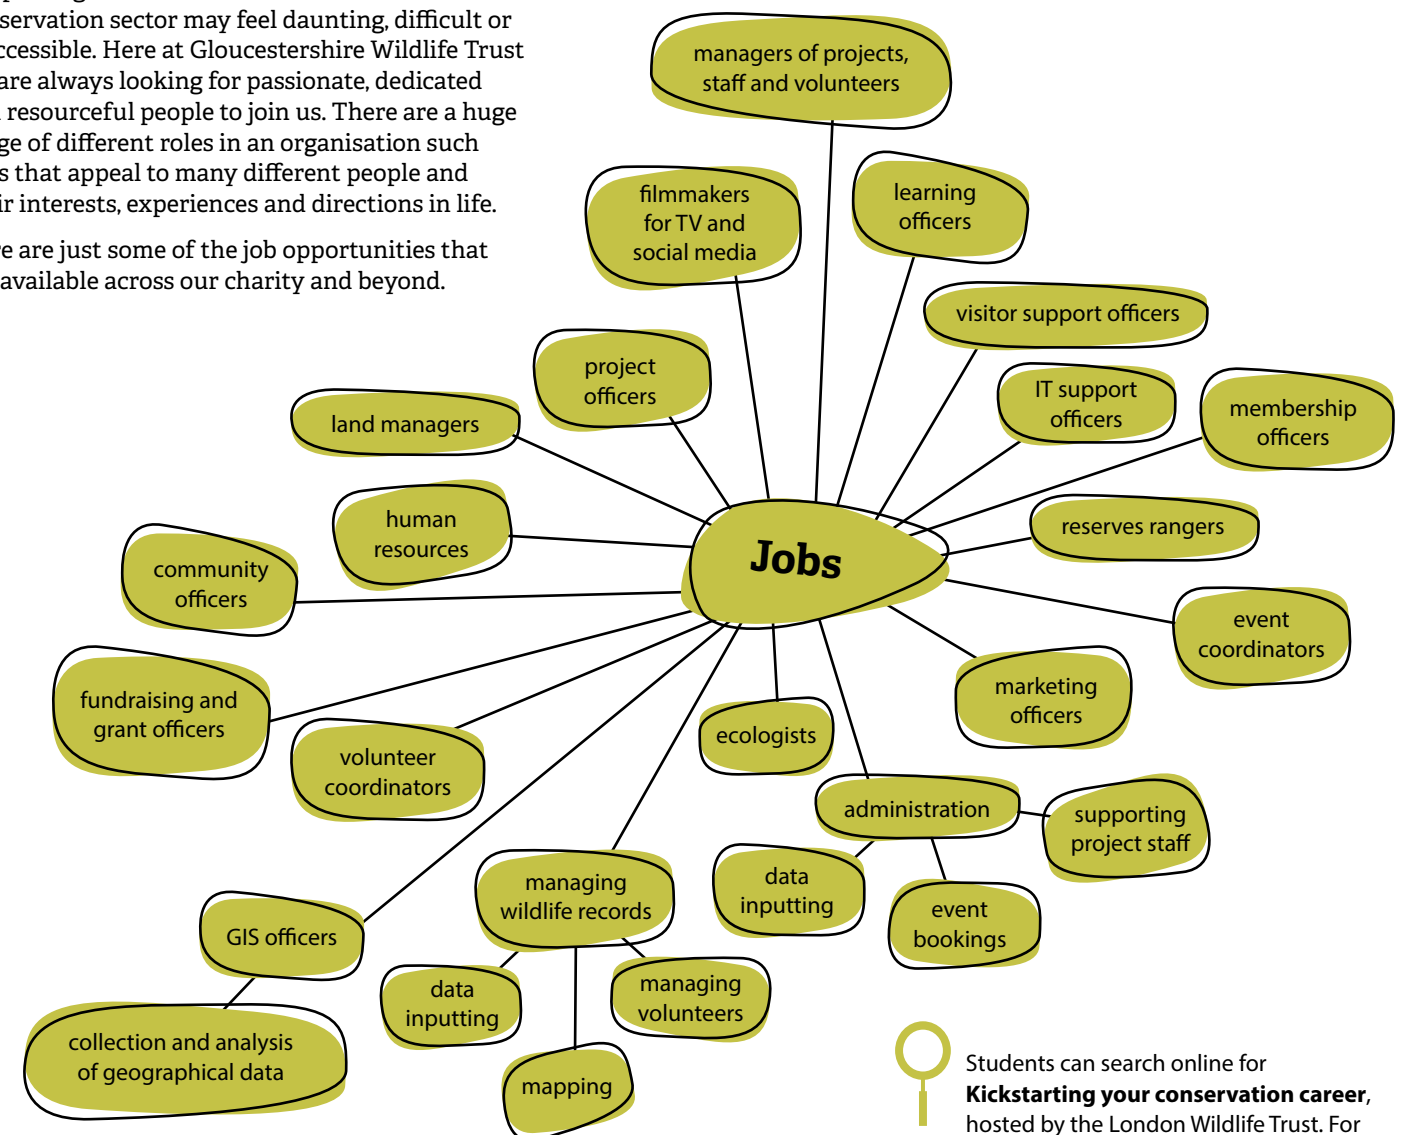 servation sector may feel daunting, difficult or
ccessible. Here at Gloucestershire Wildlife Trust
are always looking for passionate, dedicated
resourceful people to join us. There are a huge
ge of different roles in an organisation such
s that appeal to many different people and
ir interests, experiences and directions in life.
e are just some of the job opportunities that
available across our charity and beyond.
managers of projects,
staff and volunteers
filmmakers
for TV and
social media
learning
officers
visitor support officers
project
officers
IT support
officers
membership
officers
land managers
human
resources
Jobs
reserves rangers
community
officers
event
coordinators
fundraising and
grant officers
marketing
officers
volunteer
coordinators
ecologists
administration
supporting
project staff
data
inputting
event
bookings
managing
wildlife records
GIS officers
data
inputting
managing
volunteers
collection and analysis
of geographical data
mapping
Students can search online for
Kickstarting your conservation career,
hosted by the London Wildlife Trust. For